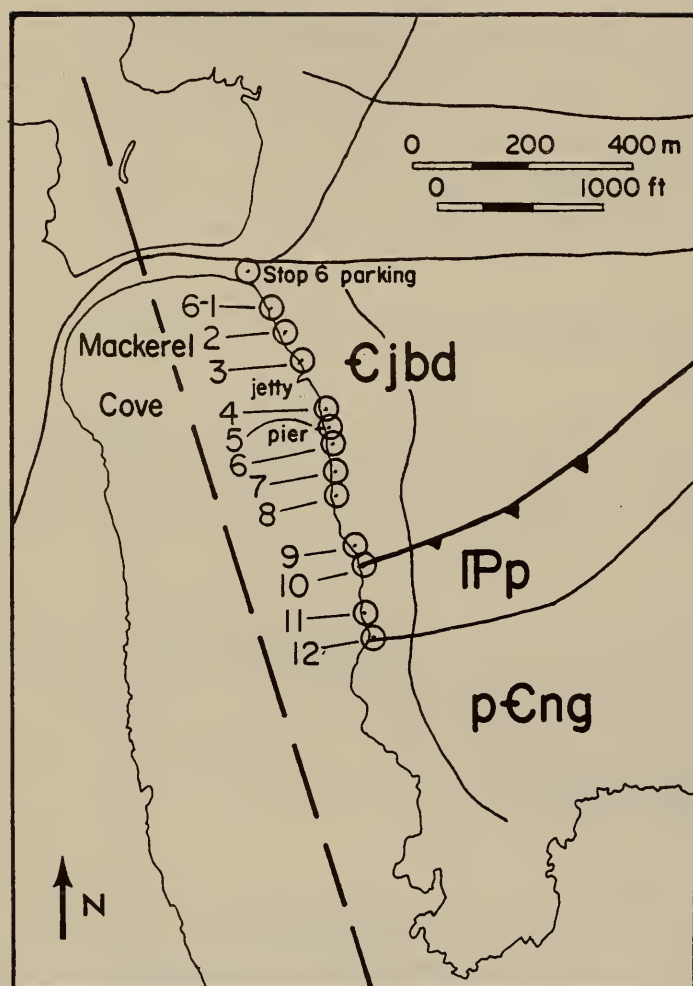 0 200 400 m
0 1000 ft
Stop 6 parking
6-1
Mackerel 2
Cove
3
jetty
Єjbd
4
5 pier
6
7
8
9
10
ⅠPp
11
12
pЄng
N